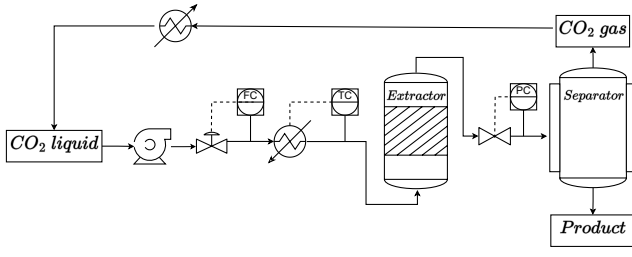 CO₂ gas
FC
TC
Extractor
PC
Separator
CO₂ liquid
Product